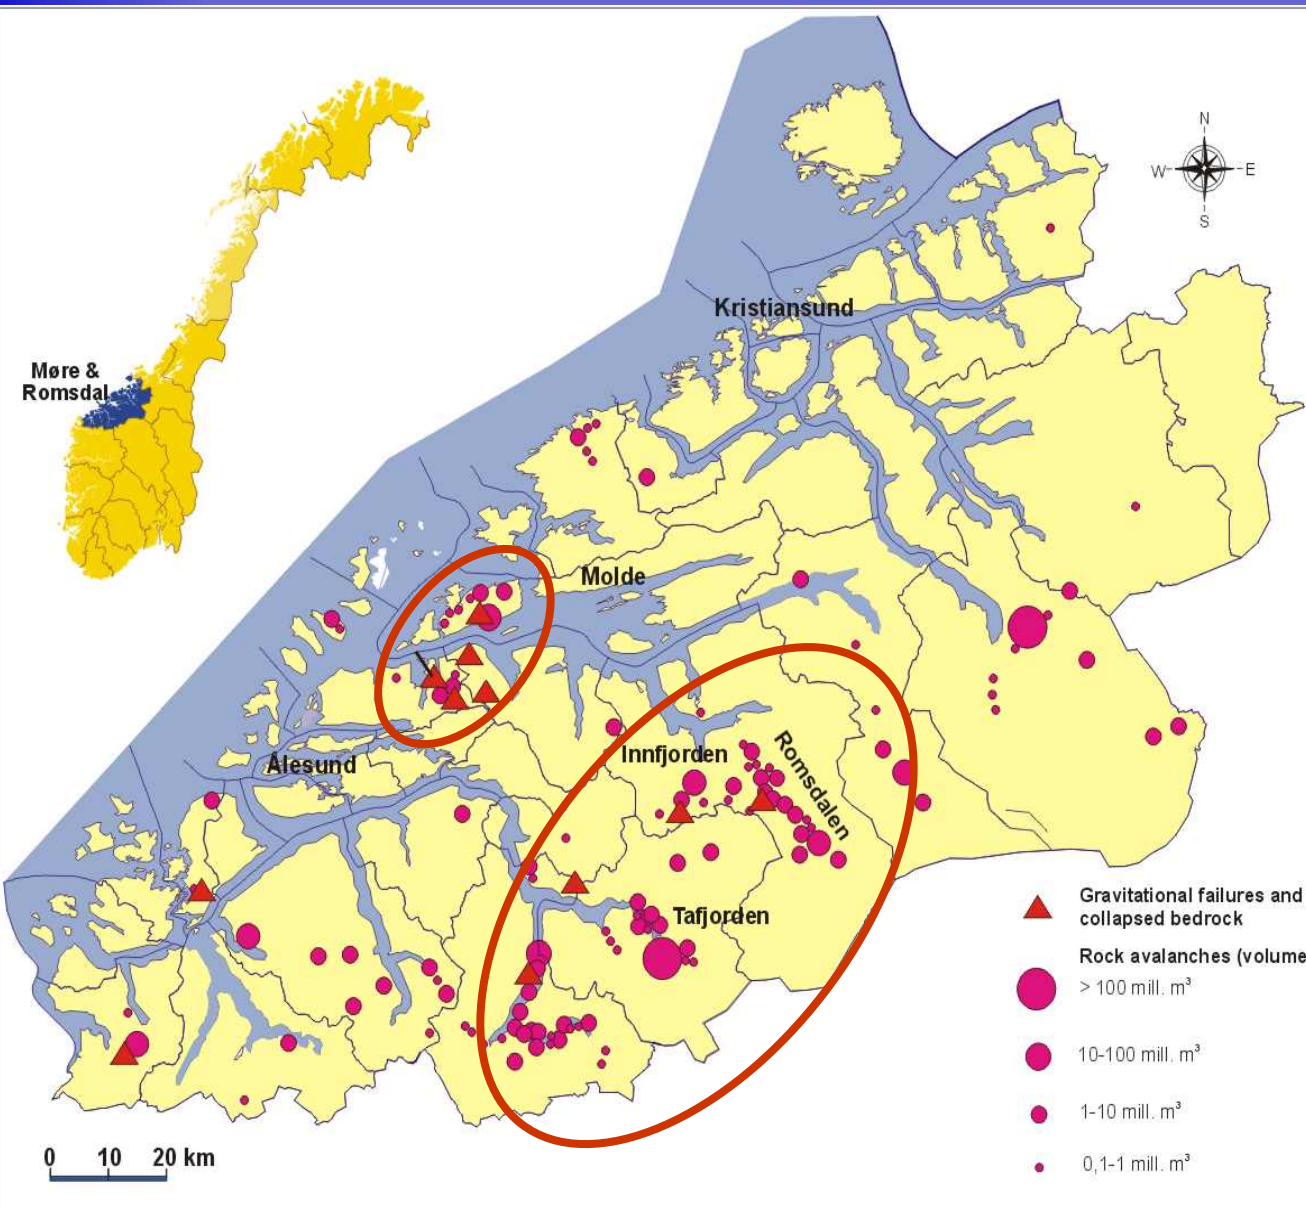 N
W
E
S
Kristiansund
Møre &
Romsdal
Molde
Innfjorden
Romsdalen
Ålesund
Tafjorden
Gravitational failures and
collapsed bedrock
Rock avalanches (volume
> 100 mill. m³
10-100 mill. m³
1-10 mill. m³
0,1-1 mill. m³
0 10 20 km